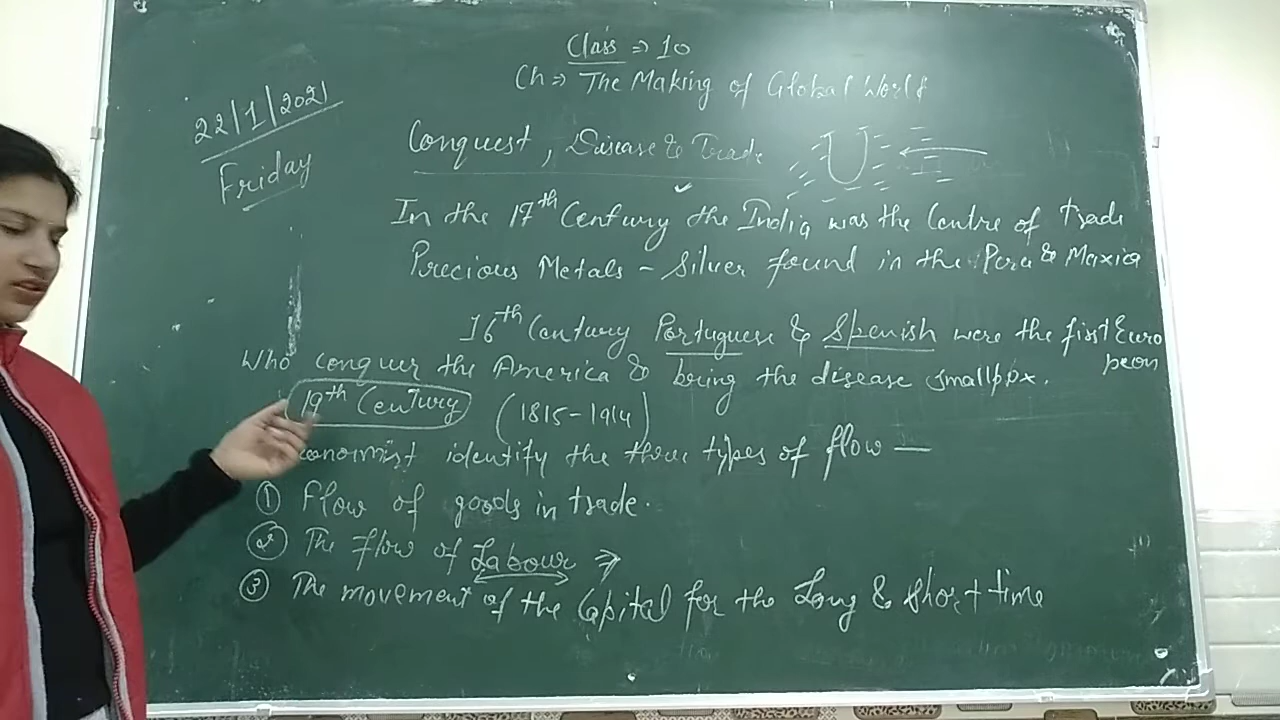 Class ⇒ 10
Ch ⇒ The Making of Global World
22/1/2021
Friday
Conquest, Disease & Trade
In the 17th Century the India was the Centre of trade
Precious Metals - Silver found in the Peru & Mexico
16th Century Portuguese & Spenish were the first Euro
pean
Who conquer the America & bring the disease smallpox.
19th Century (1815-1914)
conomist identify the three types of flow —
① Flow of goods in trade.
② The flow of Labour ⇒
③ The movement of the Capital for the Long & Short time